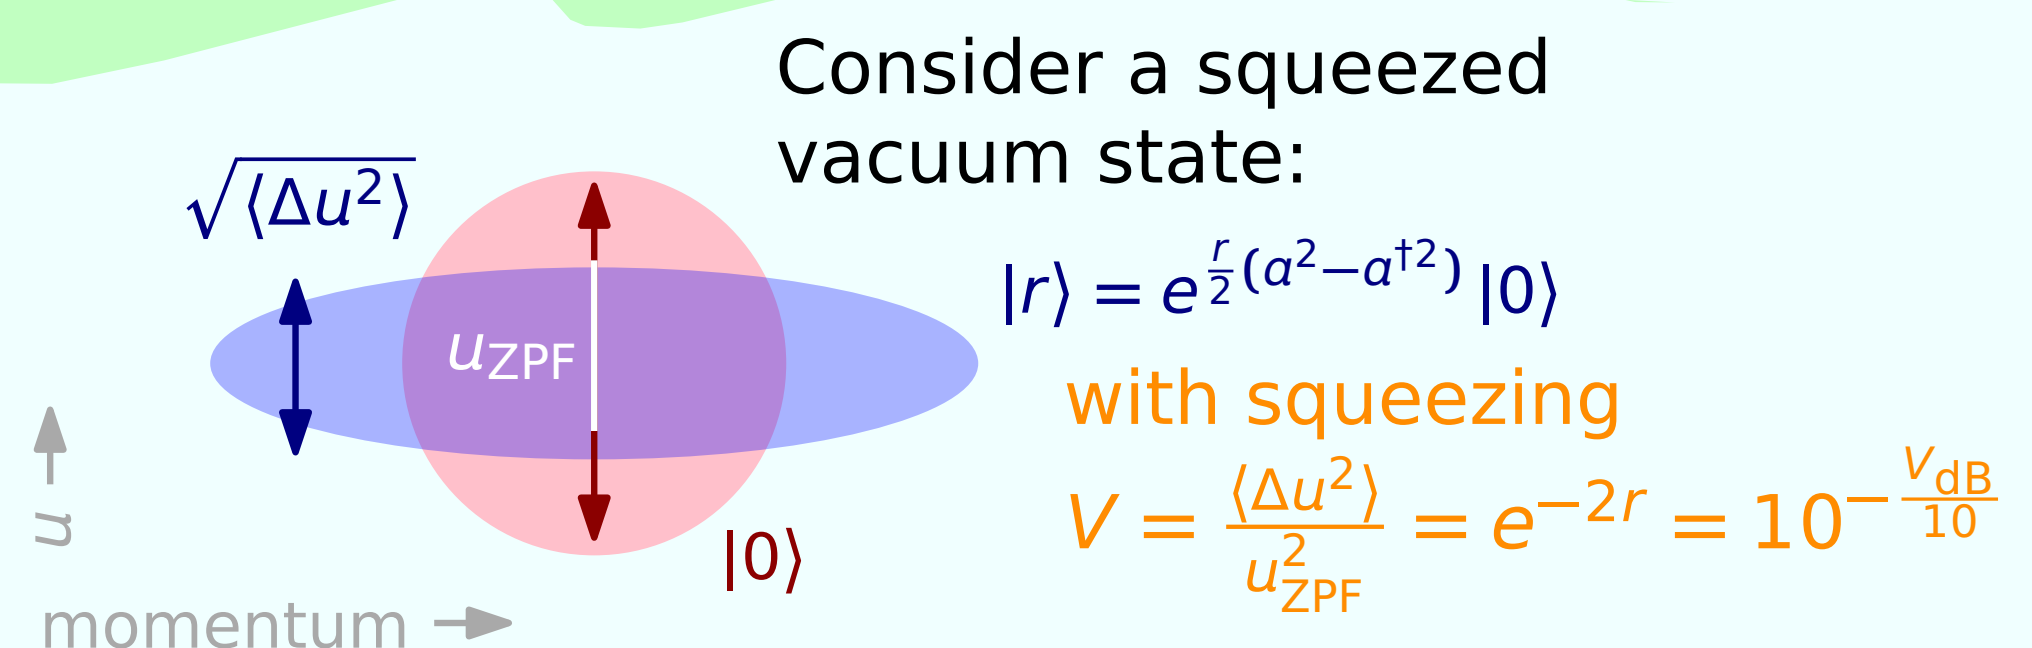 Consider a squeezed
vacuum state:
√⟨Δu²⟩
|r⟩ = e^{r/2 (a²−a^{†2})} |0⟩
u_ZPF
with squeezing
V = ⟨Δu²⟩/u²_ZPF = e^{−2r} = 10^{−V_dB/10}
|0⟩
u
momentum